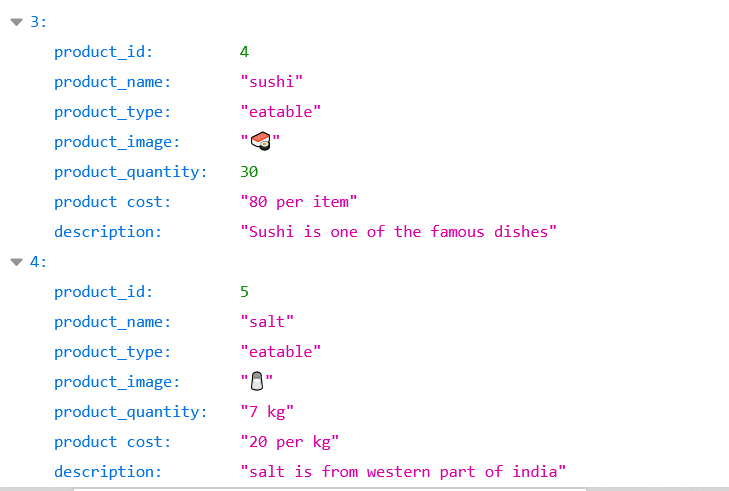 3:
product_id: 4
product_name: "sushi"
product_type: "eatable"
product_image: "🍣"
product_quantity: 30
product cost: "80 per item"
description: "Sushi is one of the famous dishes"
4:
product_id: 5
product_name: "salt"
product_type: "eatable"
product_image: "🧂"
product_quantity: "7 kg"
product cost: "20 per kg"
description: "salt is from western part of india"